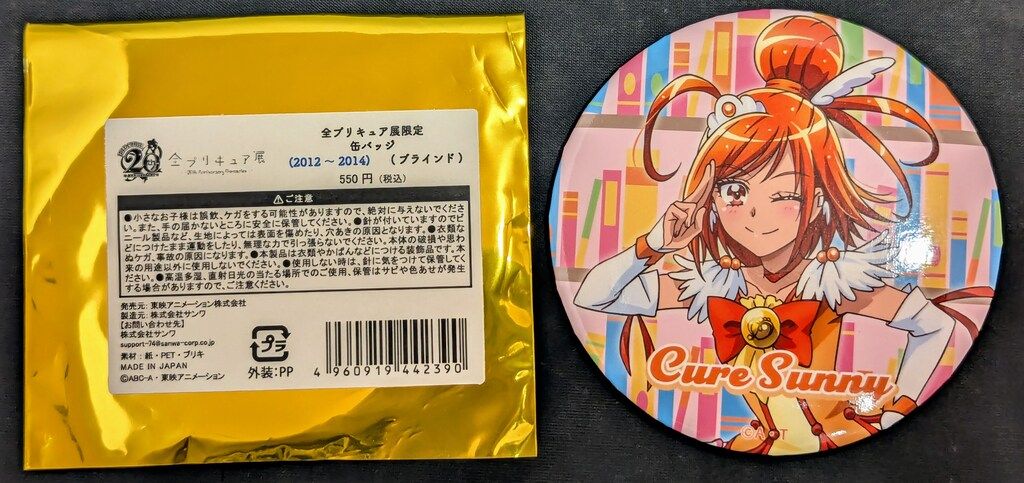 全プリキュア展限定
缶バッジ
(2012～2014) (ブラインド)
550円(税込)
20
全プリキュア展
20th Anniversary Memories
⚠ご注意
●小さなお子様は誤飲、ケガをする可能性がありますので、絶対に与えないでくださ
い。また、手の届かないところに安全に保管してください。●針が付いていますのでビ
ニール製品など、生地によっては表面を傷めたり、穴あきの原因となります。●衣類な
どにつけたまま運動をしたり、無理な力で引っ張らないでください。本体の破損や思わ
ぬケガ、事故の原因になります。●本製品は衣類やかばんなどにつける装飾品です。本
来の用途以外に使用しないでください。●使用しない時は、針に気をつけて保管してく
ださい。●高温多湿、直射日光の当たる場所でのご使用、保管はサビや色あせが発生
する場合がありますので、ご注意ください。
発売元:東映アニメーション株式会社
製造元:株式会社サンワ
【お問い合わせ先】
株式会社サンワ
support-74@sanwa-corp.co.jp
素材:紙・PET・ブリキ
MADE IN JAPAN
©ABC-A・東映アニメーション
プラ
外装:PP
4 960919 442390
Cure Sunny